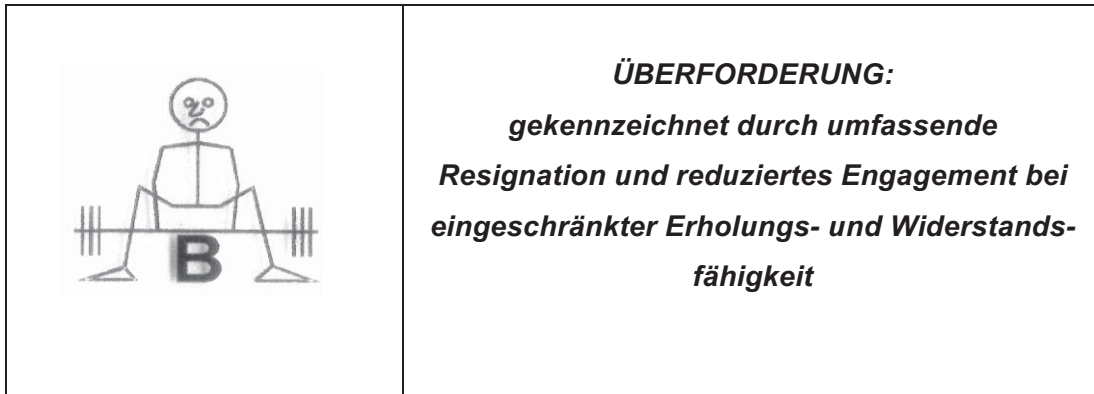 B
ÜBERFORDERUNG:
gekennzeichnet durch umfassende
Resignation und reduziertes Engagement bei
eingeschränkter Erholungs- und Widerstands-
fähigkeit